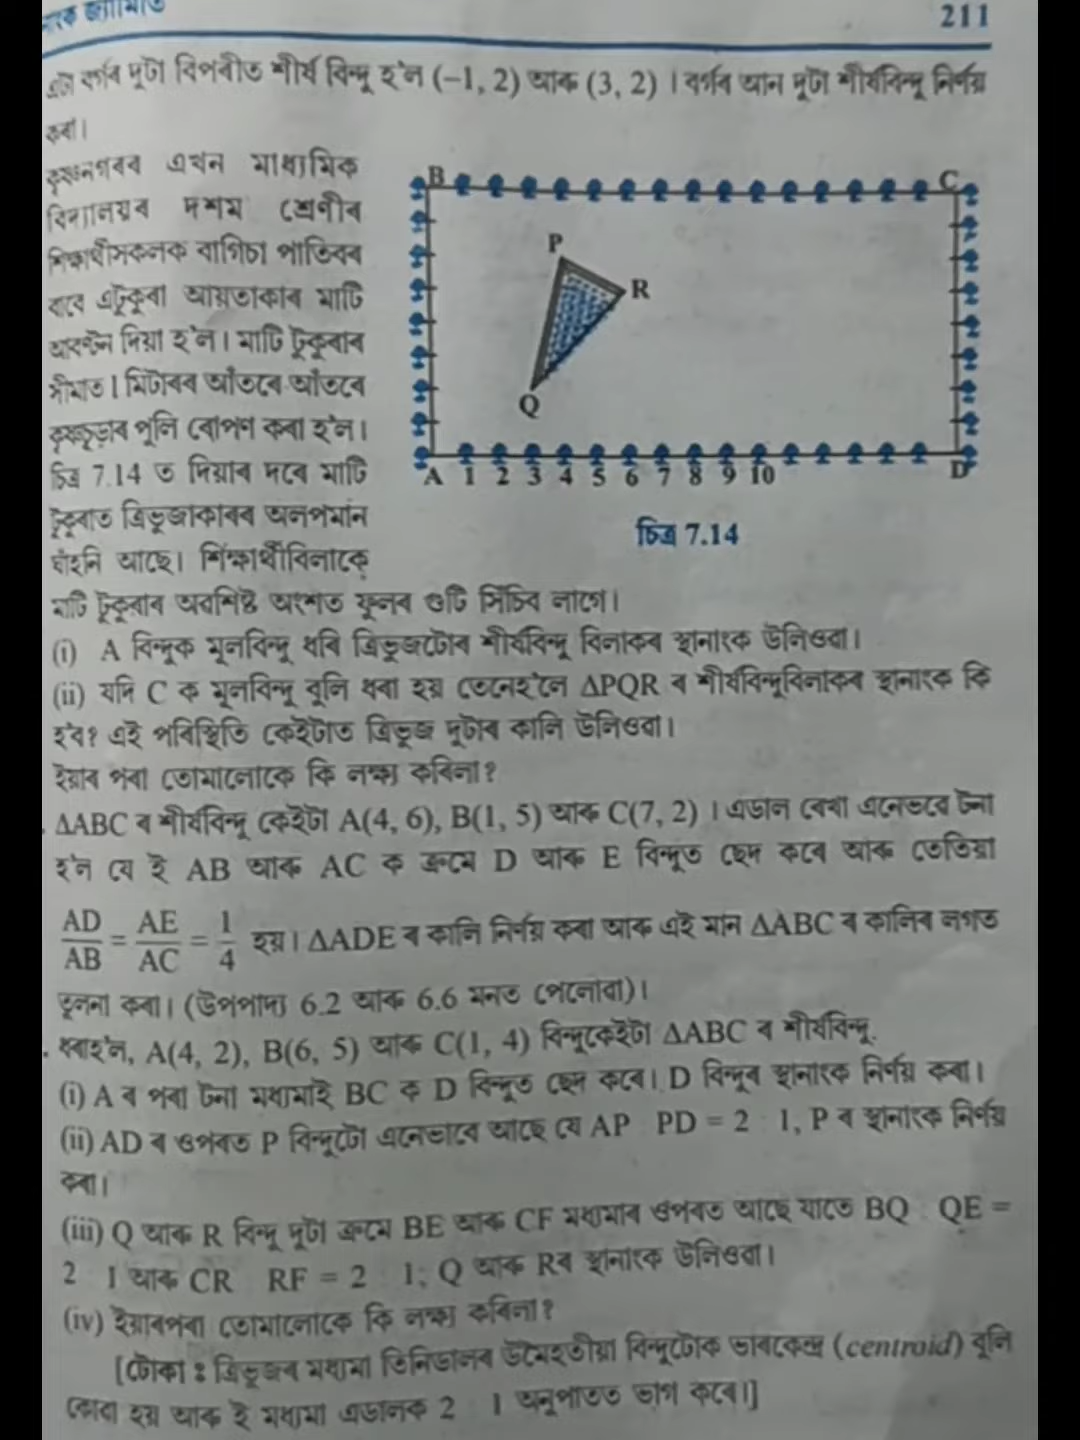 211
এটা বৰ্গৰ দুটা বিপৰীত শীৰ্ষ বিন্দু হ'ল (−1, 2) আৰু (3, 2) । বৰ্গৰ আন দুটা শীৰ্ষবিন্দু নিৰ্ণয়
কৰা।
কৃষ্ণনগৰৰ এখন মাধ্যমিক
বিদ্যালয়ৰ দশম শ্ৰেণীৰ
শিক্ষাৰ্থীসকলক বাগিচা পাতিবৰ
বাবে এটুকুৰা আয়তাকাৰ মাটি
আবণ্টন দিয়া হ'ল। মাটি টুকুৰাৰ
সীমাত 1 মিটাৰৰ আঁতৰে আঁতৰে
কৃষ্ণচূড়াৰ পুলি ৰোপণ কৰা হ'ল।
চিত্ৰ 7.14 ত দিয়াৰ দৰে মাটি
টুকুৰাত ত্ৰিভুজাকাৰৰ অলপমান
ঘাঁহনি আছে। শিক্ষাৰ্থীবিলাকে
মাটি টুকুৰাৰ অৱশিষ্ট অংশত ফুলৰ গুটি সিঁচিব লাগে।
B C
P
R
Q
A 1 2 3 4 5 6 7 8 9 10 D
চিত্ৰ 7.14
(i) A বিন্দুক মূলবিন্দু ধৰি ত্ৰিভুজটোৰ শীৰ্ষবিন্দু বিলাকৰ স্থানাংক উলিওৱা।
(ii) যদি C ক মূলবিন্দু বুলি ধৰা হয় তেনেহ'লে ΔPQR ৰ শীৰ্ষবিন্দুবিলাকৰ স্থানাংক কি
হ'ব? এই পৰিস্থিতি কেইটাত ত্ৰিভুজ দুটাৰ কালি উলিওৱা।
ইয়াৰ পৰা তোমালোকে কি লক্ষ্য কৰিলা?
ΔABC ৰ শীৰ্ষবিন্দু কেইটা A(4, 6), B(1, 5) আৰু C(7, 2) । এডাল ৰেখা এনেভাবে টনা
হ'ল যে ই AB আৰু AC ক ক্ৰমে D আৰু E বিন্দুত ছেদ কৰে আৰু তেতিয়া
AD/AB = AE/AC = 1/4 হয়। ΔADE ৰ কালি নিৰ্ণয় কৰা আৰু এই মান ΔABC ৰ কালিৰ লগত
তুলনা কৰা। (উপপাদ্য 6.2 আৰু 6.6 মনত পেলোৱা)।
. ধৰাহ'ল, A(4, 2), B(6, 5) আৰু C(1, 4) বিন্দুকেইটা ΔABC ৰ শীৰ্ষবিন্দু.
(i) A ৰ পৰা টনা মধ্যমাই BC ক D বিন্দুত ছেদ কৰে। D বিন্দুৰ স্থানাংক নিৰ্ণয় কৰা।
(ii) AD ৰ ওপৰত P বিন্দুটো এনেভাবে আছে যে AP : PD = 2 : 1, P ৰ স্থানাংক নিৰ্ণয়
কৰা।
(iii) Q আৰু R বিন্দু দুটা ক্ৰমে BE আৰু CF মধ্যমাৰ ওপৰত আছে যাতে BQ : QE =
2 : 1 আৰু CR : RF = 2 : 1; Q আৰু Rৰ স্থানাংক উলিওৱা।
(iv) ইয়াৰপৰা তোমালোকে কি লক্ষ্য কৰিলা?
[টোকা : ত্ৰিভুজৰ মধ্যমা তিনিডালৰ উমৈহতীয়া বিন্দুটোক ভাৰকেন্দ্ৰ (centroid) বুলি
কোৱা হয় আৰু ই মধ্যমা এডালক 2 : 1 অনুপাতত ভাগ কৰে।]